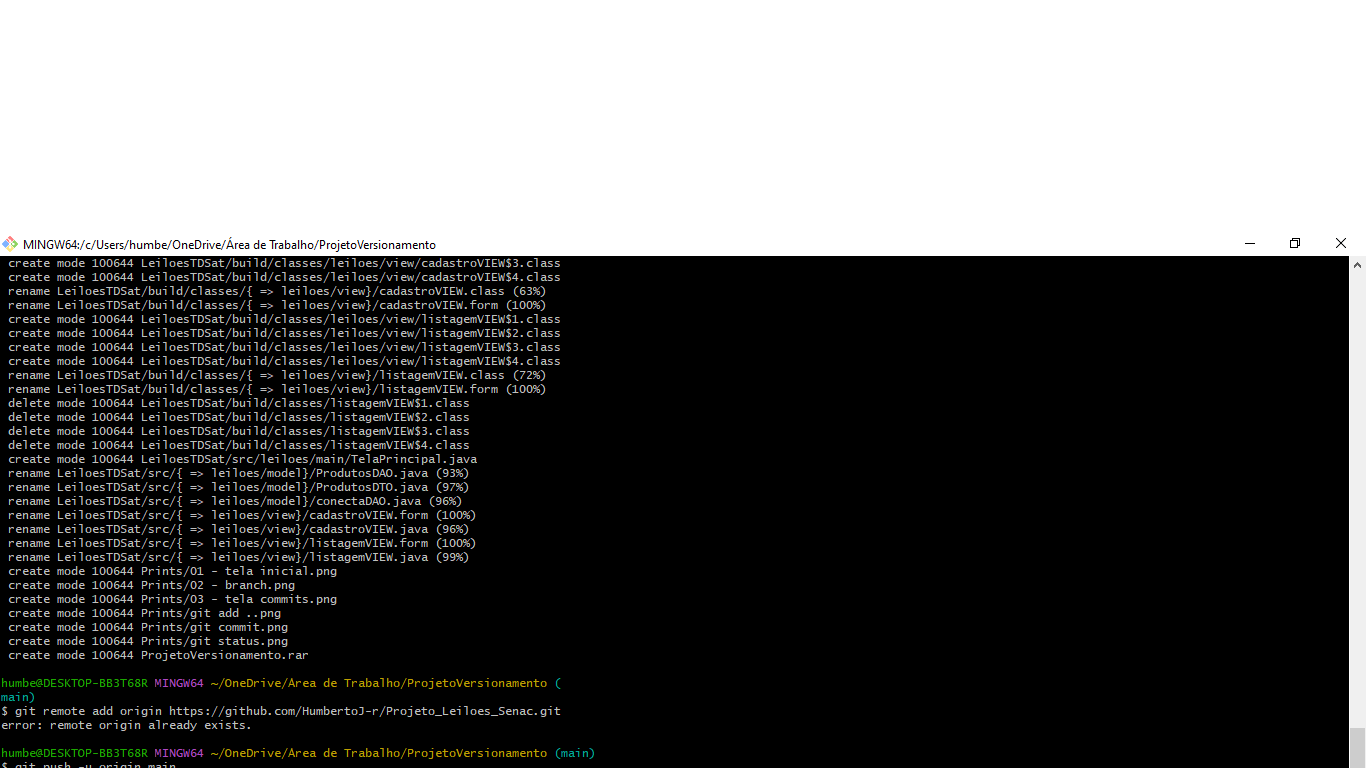 MINGW64:/c/Users/humbe/OneDrive/Área de Trabalho/ProjetoVersionamento
create mode 100644 LeiloesTDSat/build/classes/leiloes/view/cadastroVIEW$3.class
create mode 100644 LeiloesTDSat/build/classes/leiloes/view/cadastroVIEW$4.class
rename LeiloesTDSat/build/classes/{ => leiloes/view}/cadastroVIEW.class (63%)
rename LeiloesTDSat/build/classes/{ => leiloes/view}/cadastroVIEW.form (100%)
create mode 100644 LeiloesTDSat/build/classes/leiloes/view/listagemVIEW$1.class
create mode 100644 LeiloesTDSat/build/classes/leiloes/view/listagemVIEW$2.class
create mode 100644 LeiloesTDSat/build/classes/leiloes/view/listagemVIEW$3.class
create mode 100644 LeiloesTDSat/build/classes/leiloes/view/listagemVIEW$4.class
rename LeiloesTDSat/build/classes/{ => leiloes/view}/listagemVIEW.class (72%)
rename LeiloesTDSat/build/classes/{ => leiloes/view}/listagemVIEW.form (100%)
delete mode 100644 LeiloesTDSat/build/classes/listagemVIEW$1.class
delete mode 100644 LeiloesTDSat/build/classes/listagemVIEW$2.class
delete mode 100644 LeiloesTDSat/build/classes/listagemVIEW$3.class
delete mode 100644 LeiloesTDSat/build/classes/listagemVIEW$4.class
create mode 100644 LeiloesTDSat/src/leiloes/main/TelaPrincipal.java
rename LeiloesTDSat/src/{ => leiloes/model}/ProdutosDAO.java (93%)
rename LeiloesTDSat/src/{ => leiloes/model}/ProdutosDTO.java (97%)
rename LeiloesTDSat/src/{ => leiloes/model}/conectaDAO.java (96%)
rename LeiloesTDSat/src/{ => leiloes/view}/cadastroVIEW.form (100%)
rename LeiloesTDSat/src/{ => leiloes/view}/cadastroVIEW.java (96%)
rename LeiloesTDSat/src/{ => leiloes/view}/listagemVIEW.form (100%)
rename LeiloesTDSat/src/{ => leiloes/view}/listagemVIEW.java (99%)
create mode 100644 Prints/01 - tela inicial.png
create mode 100644 Prints/02 - branch.png
create mode 100644 Prints/03 - tela commits.png
create mode 100644 Prints/git add ..png
create mode 100644 Prints/git commit.png
create mode 100644 Prints/git status.png
create mode 100644 ProjetoVersionamento.rar
humbe@DESKTOP-BB3T68R MINGW64 ~/OneDrive/Área de Trabalho/ProjetoVersionamento (
main)
$ git remote add origin https://github.com/HumbertoJ-r/Projeto_Leiloes_Senac.git
error: remote origin already exists.
humbe@DESKTOP-BB3T68R MINGW64 ~/OneDrive/Área de Trabalho/ProjetoVersionamento (main)
$ git push -u origin main